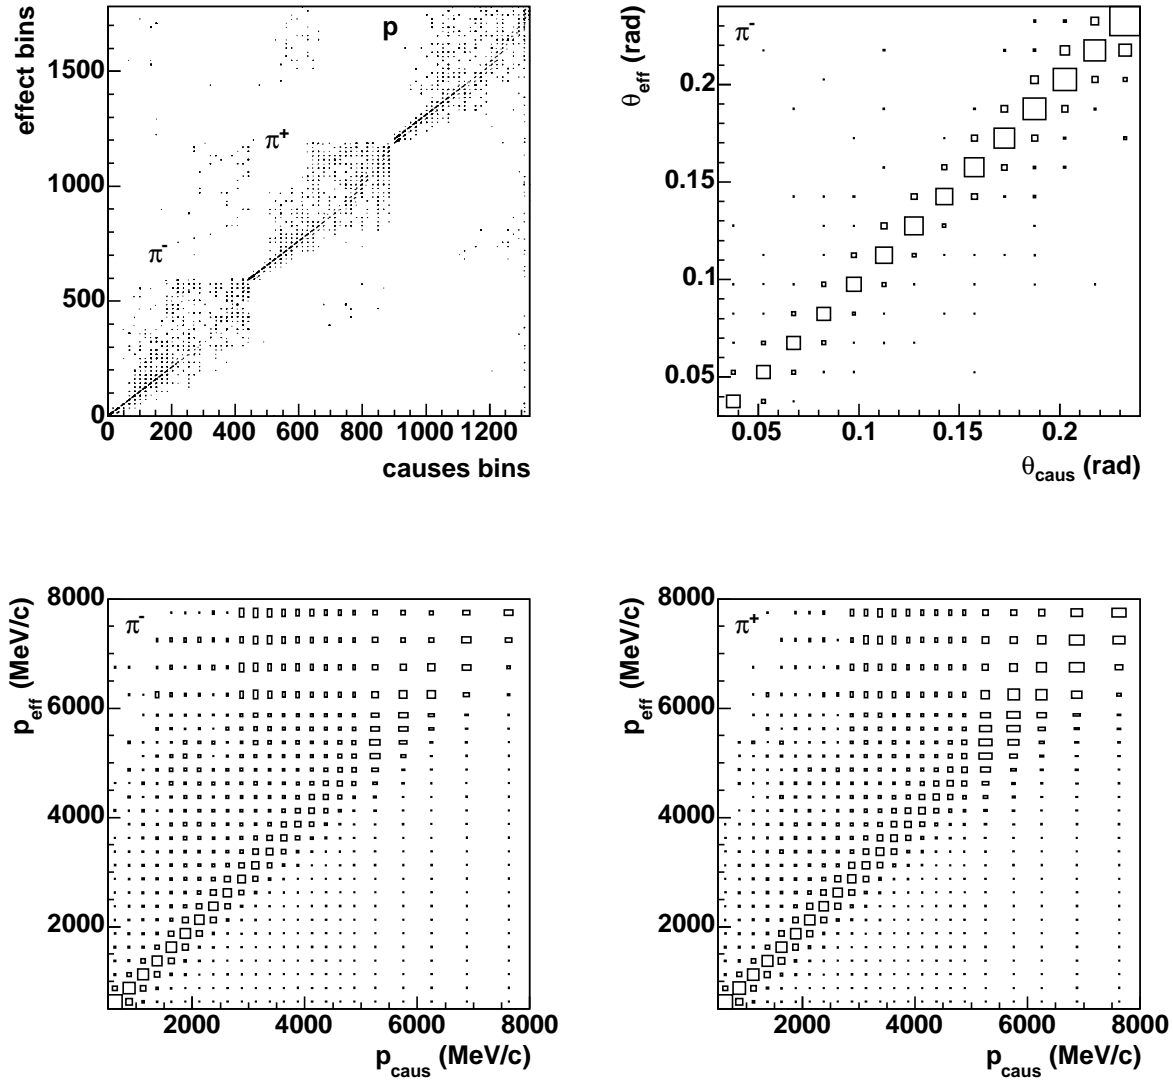 effect bins
1500
1000
500
0
p
π+
π-
0 200 400 600 800 1000 1200
causes bins
θeff (rad)
0.2
0.15
0.1
0.05
π-
0.05 0.1 0.15 0.2
θcaus (rad)
peff (MeV/c)
8000
6000
4000
2000
π-
2000 4000 6000 8000
pcaus (MeV/c)
peff (MeV/c)
8000
6000
4000
2000
π+
2000 4000 6000 8000
pcaus (MeV/c)